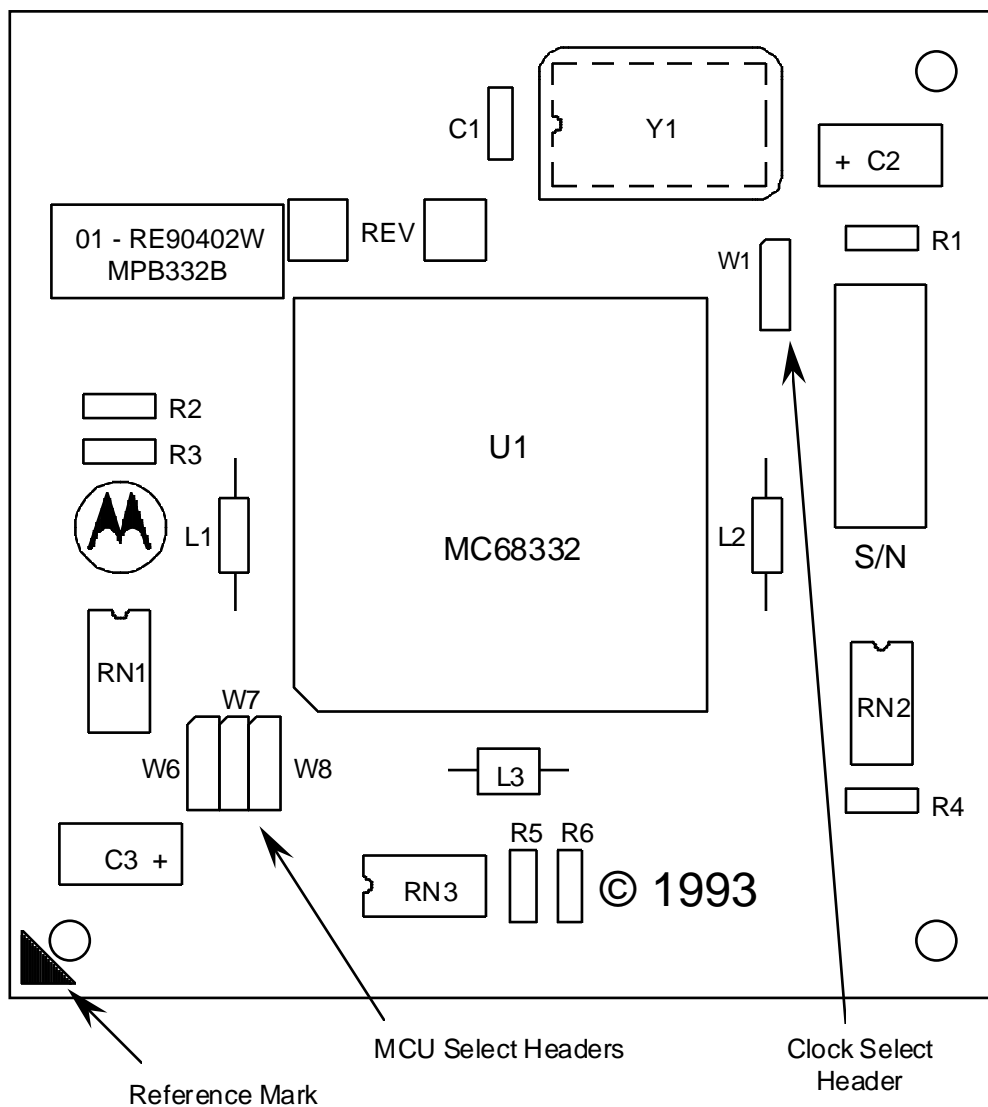 C1
Y1
+ C2
01 - RE90402W
MPB332B
REV
R1
W1
R2
R3
U1
MC68332
L1
L2
S/N
RN1
RN2
W7
W6
W8
L3
R4
C3 +
R5
R6
RN3
© 1993
MCU Select Headers
Clock Select
Header
Reference Mark